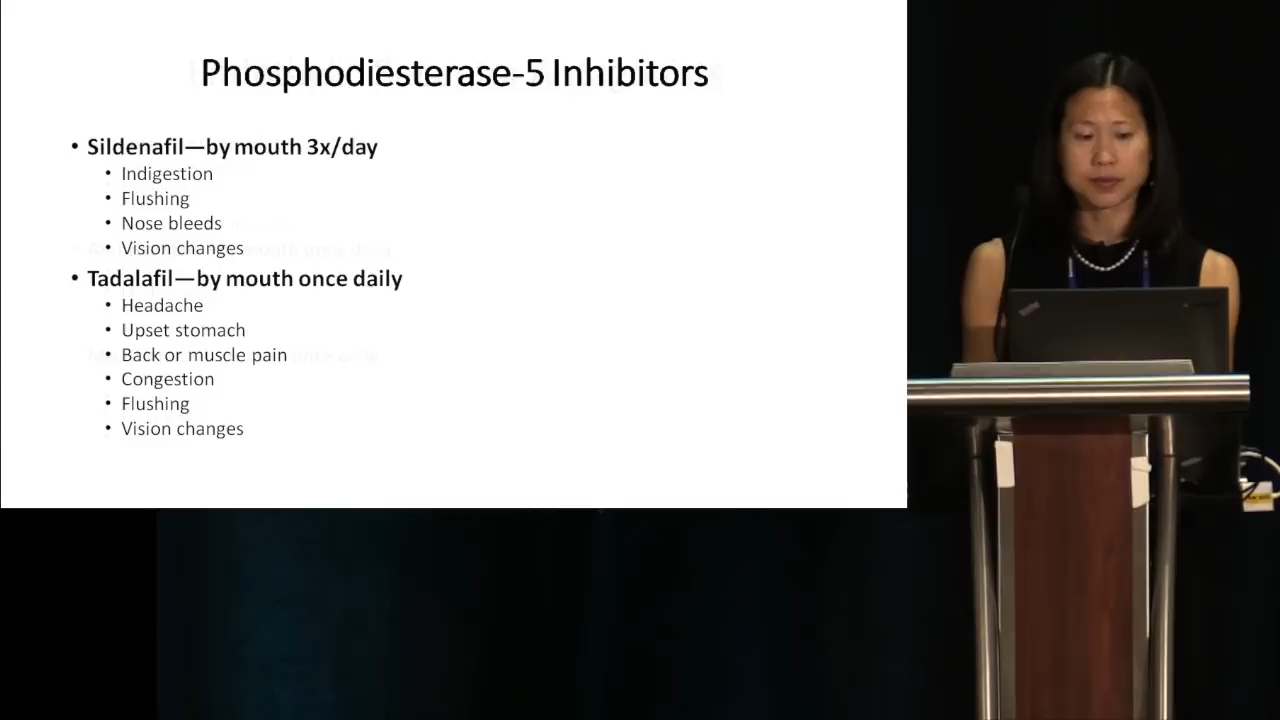 Phosphodiesterase-5 Inhibitors
• Sildenafil—by mouth 3x/day
• Indigestion
• Flushing
• Nose bleeds
• Vision changes
• Tadalafil—by mouth once daily
• Headache
• Upset stomach
• Back or muscle pain
• Congestion
• Flushing
• Vision changes